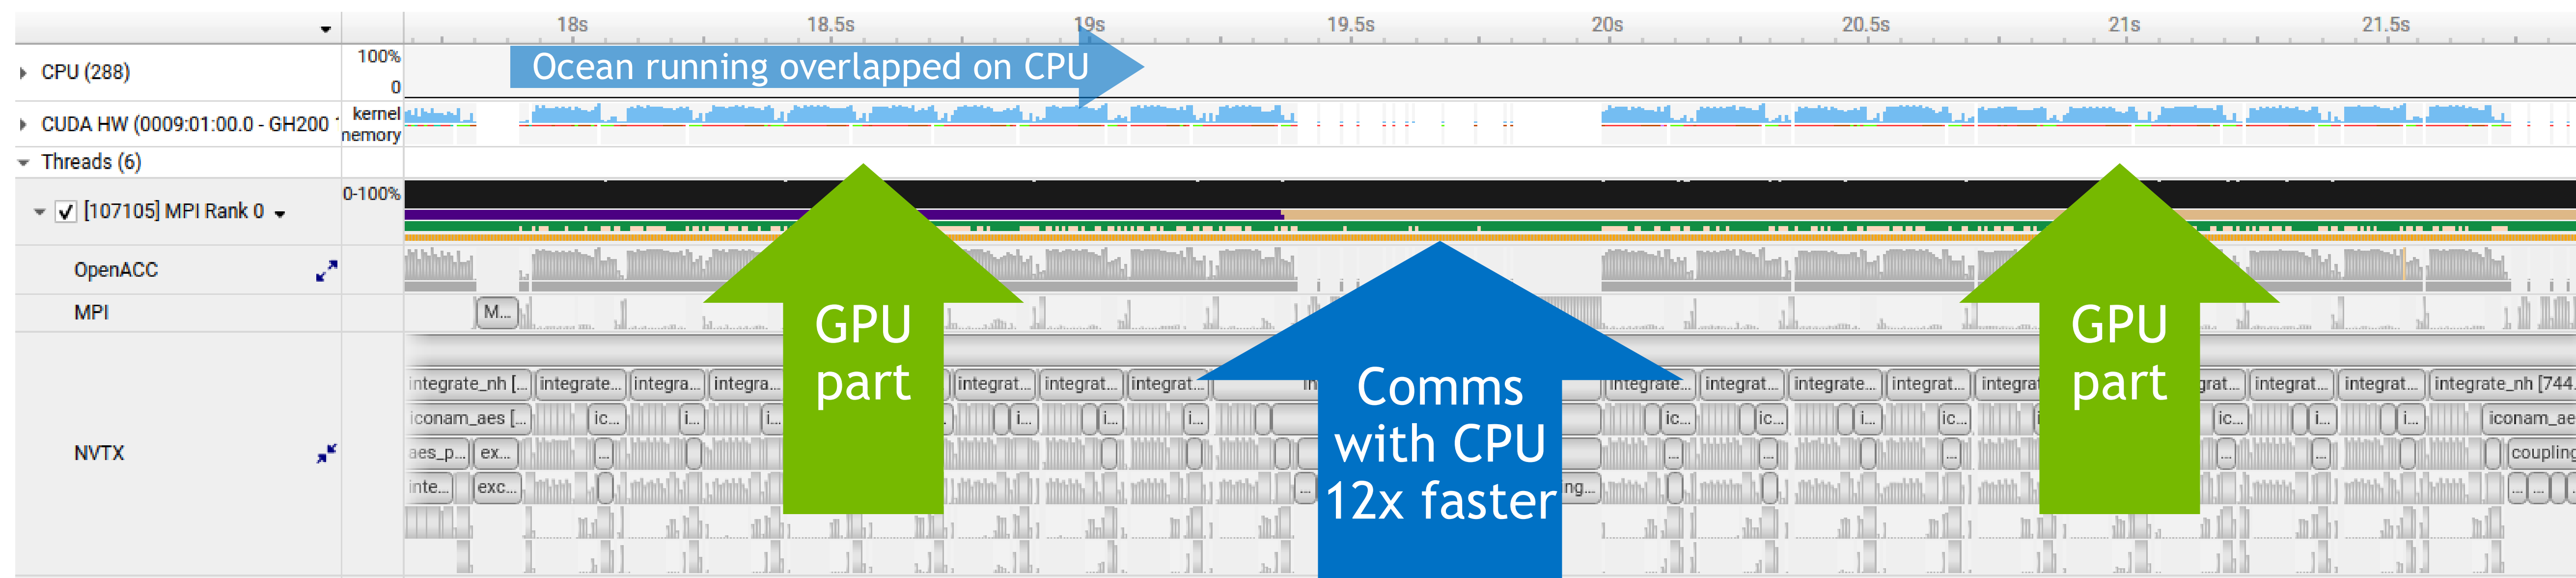 18s 18.5s 19s 19.5s 20s 20.5s 21s 21.5s
CPU (288) 100% 0
Ocean running overlapped on CPU
CUDA HW (0009:01:00.0 - GH200 kernel
memory
Threads (6)
[107105] MPI Rank 0 0-100%
OpenACC
MPI M...
NVTX
integrate_nh [... integrate... integra... integra... integrat... integrat... integrat... in integrate... integrat... integrate... integrat... integrat grat... integrat... integrat... integrate_nh [744.
iconam_aes [... ic... i... i... i... i... i... ic... ic... i... ic... i ic... i... i... iconam_ae
aes_p... ex... ... ... ... ... ... ... coupling
inte... exc... ... ng... ... ...
GPU
part
Comms
with CPU
12x faster
GPU
part